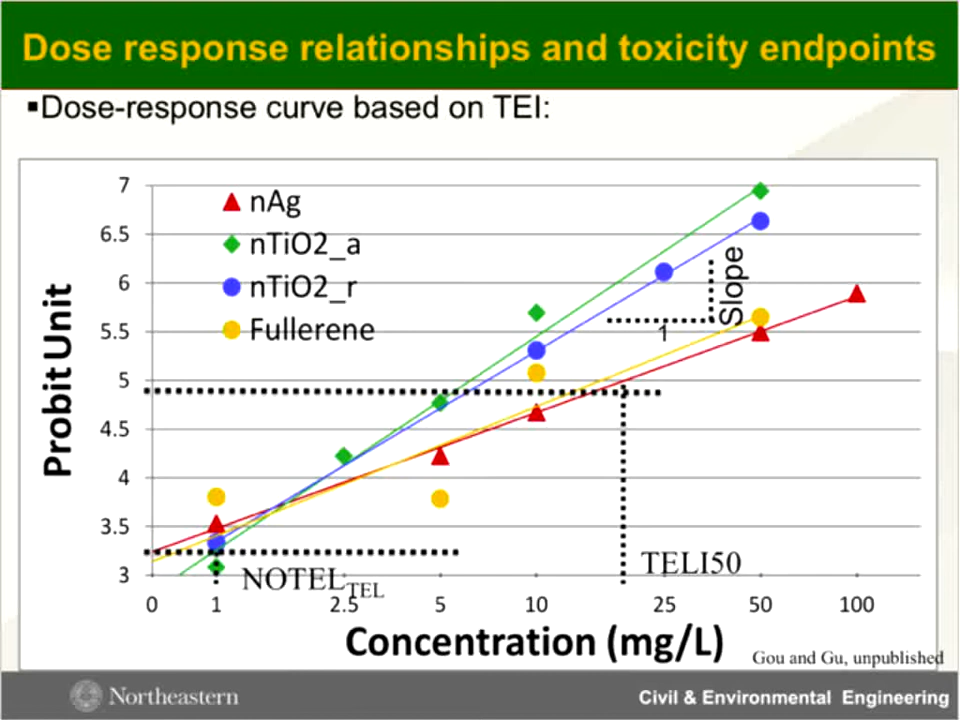 Dose response relationships and toxicity endpoints
▪Dose-response curve based on TEI:
nAg
nTiO2_a
nTiO2_r
Fullerene
Probit Unit
7
6.5
6
5.5
5
4.5
4
3.5
3
Slope
1
NOTELTEL
TELI50
0 1 2.5 5 10 25 50 100
Concentration (mg/L)
Gou and Gu, unpublished
Northeastern
Civil & Environmental Engineering